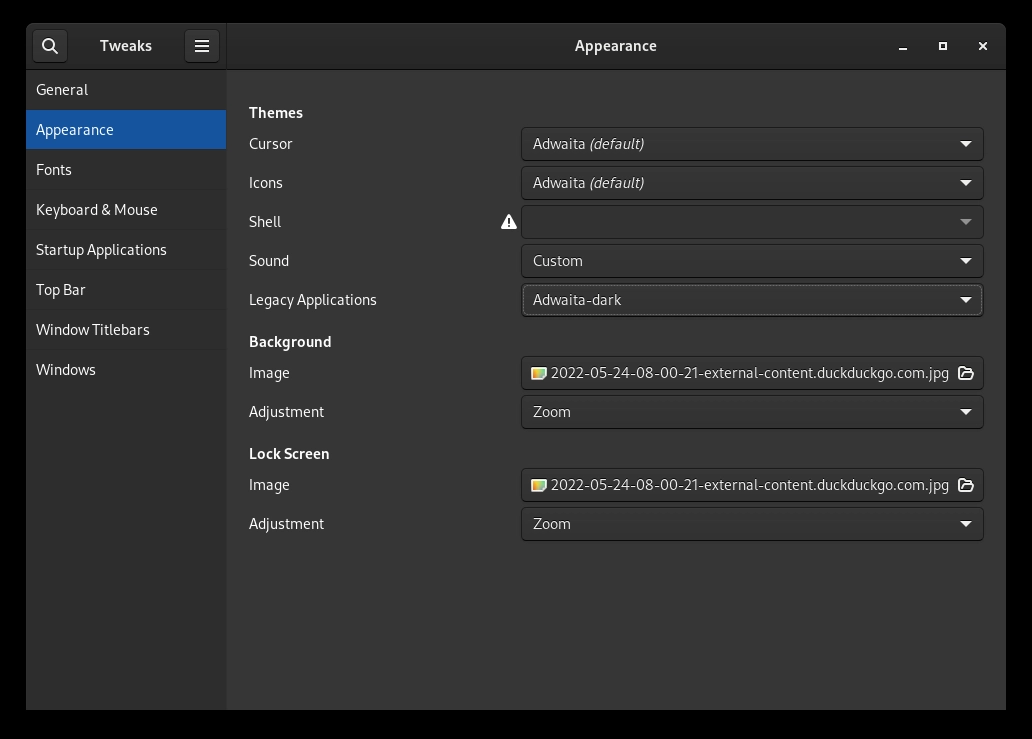 Tweaks
Appearance
General
Appearance
Fonts
Keyboard & Mouse
Startup Applications
Top Bar
Window Titlebars
Windows
Themes
Cursor
Adwaita (default)
Icons
Adwaita (default)
Shell
Sound
Custom
Legacy Applications
Adwaita-dark
Background
Image
2022-05-24-08-00-21-external-content.duckduckgo.com.jpg
Adjustment
Zoom
Lock Screen
Image
2022-05-24-08-00-21-external-content.duckduckgo.com.jpg
Adjustment
Zoom